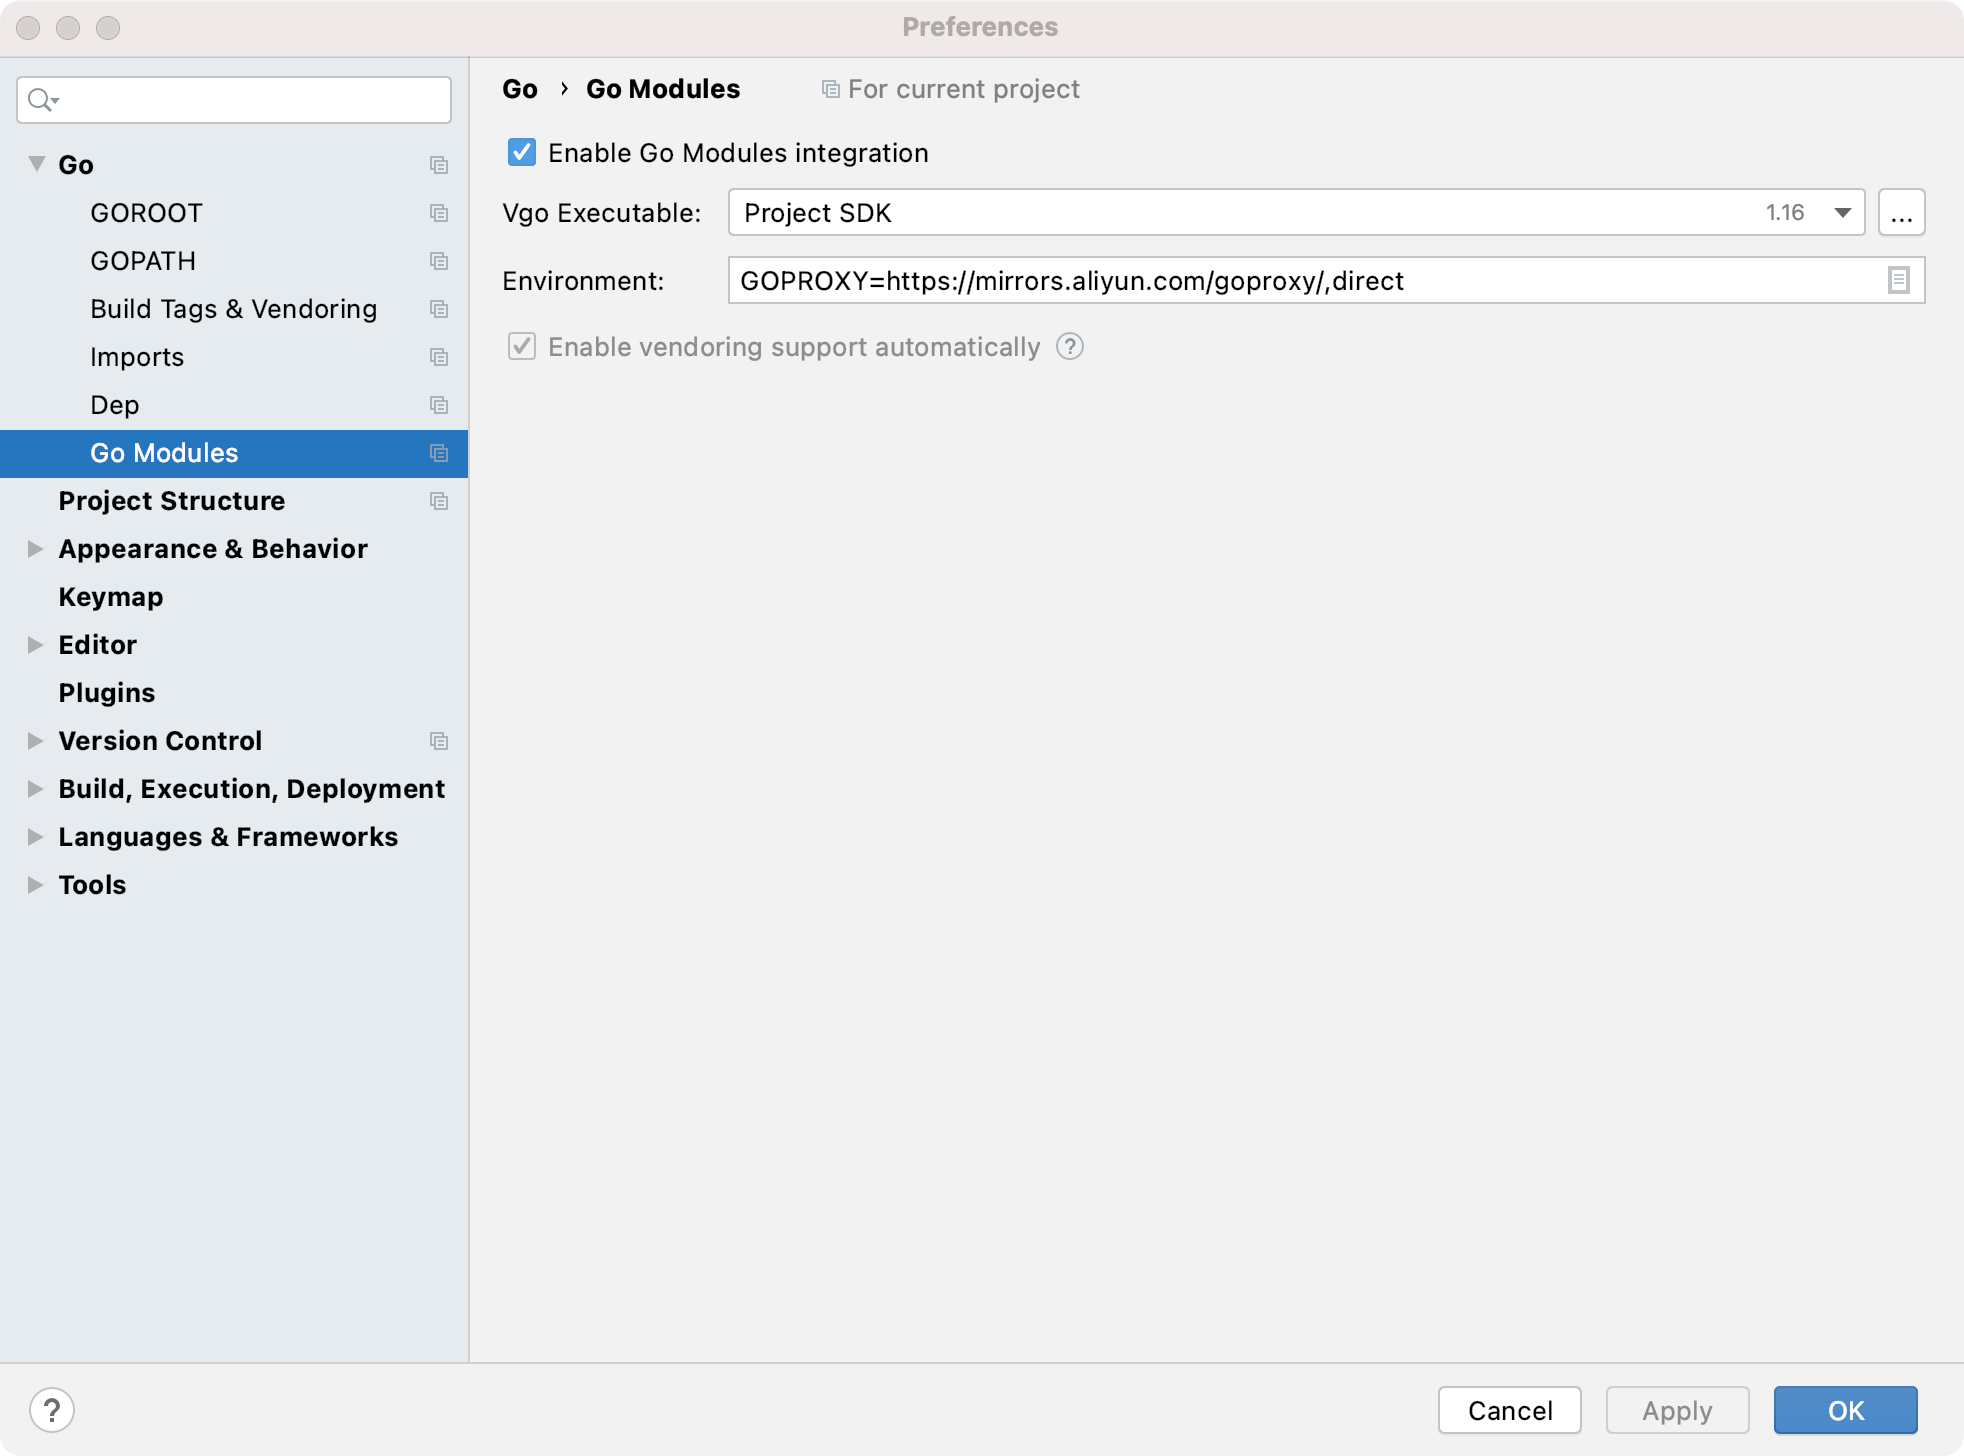 Preferences
Go
GOROOT
GOPATH
Build Tags & Vendoring
Imports
Dep
Go Modules
Project Structure
Appearance & Behavior
Keymap
Editor
Plugins
Version Control
Build, Execution, Deployment
Languages & Frameworks
Tools
Go › Go Modules For current project
Enable Go Modules integration
Vgo Executable: Project SDK 1.16 ...
Environment: GOPROXY=https://mirrors.aliyun.com/goproxy/,direct
Enable vendoring support automatically ?
? Cancel Apply OK